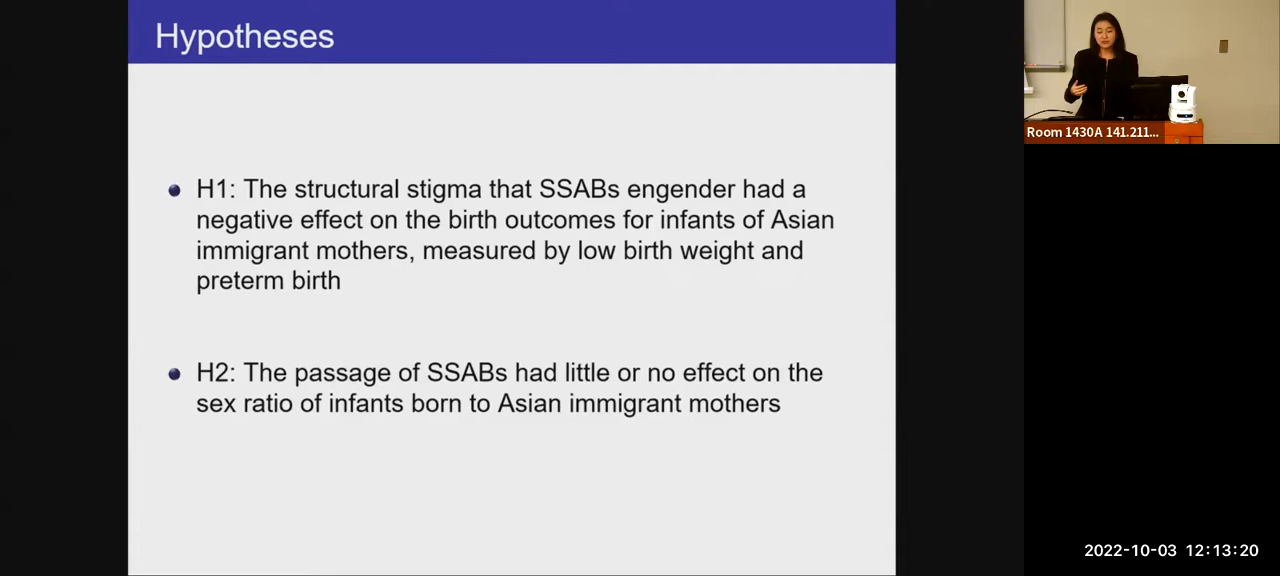 Hypotheses
H1: The structural stigma that SSABs engender had a
negative effect on the birth outcomes for infants of Asian
immigrant mothers, measured by low birth weight and
preterm birth
H2: The passage of SSABs had little or no effect on the
sex ratio of infants born to Asian immigrant mothers
Room 1430A 141.211...
2022-10-03 12:13:20